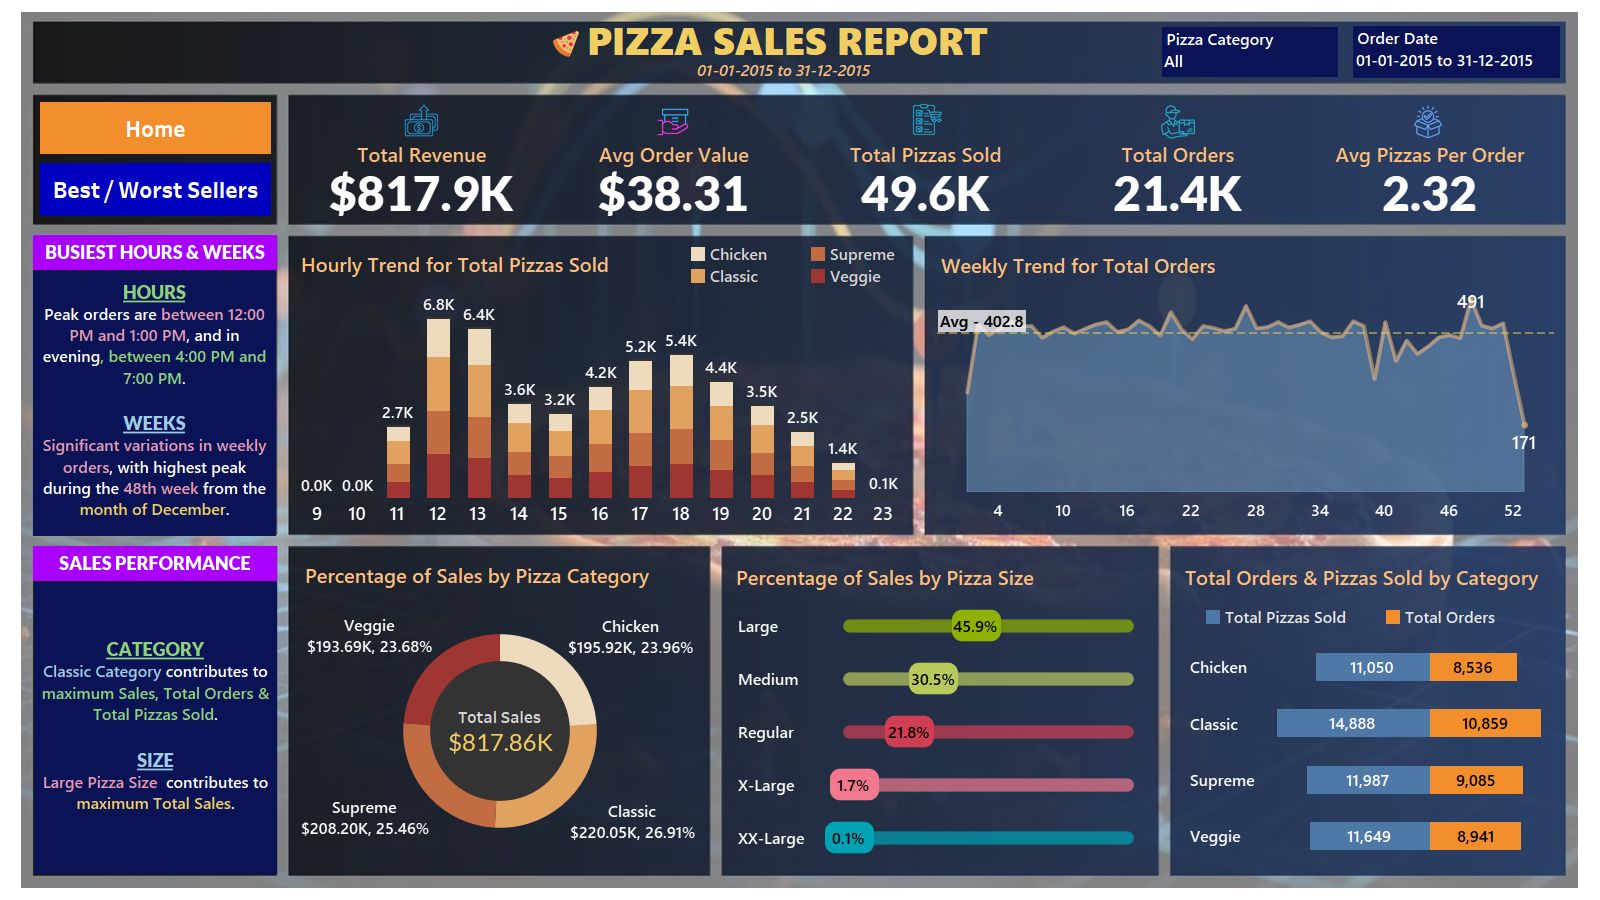 PIZZA SALES REPORT
01-01-2015 to 31-12-2015
Pizza Category
All
Order Date
01-01-2015 to 31-12-2015
Home
Best / Worst Sellers
Total Revenue
$817.9K
Avg Order Value
$38.31
Total Pizzas Sold
49.6K
Total Orders
21.4K
Avg Pizzas Per Order
2.32
BUSIEST HOURS & WEEKS
HOURS
Peak orders are between 12:00
PM and 1:00 PM, and in
evening, between 4:00 PM and
7:00 PM.
WEEKS
Significant variations in weekly
orders, with highest peak
during the 48th week from the
month of December.
Hourly Trend for Total Pizzas Sold
Chicken
Supreme
Classic
Veggie
0.0K 0.0K 2.7K 6.8K 6.4K 3.6K 3.2K 4.2K 5.2K 5.4K 4.4K 3.5K 2.5K 1.4K 0.1K
9 10 11 12 13 14 15 16 17 18 19 20 21 22 23
Weekly Trend for Total Orders
491
Avg - 402.8
171
4 10 16 22 28 34 40 46 52
SALES PERFORMANCE
CATEGORY
Classic Category contributes to
maximum Sales, Total Orders &
Total Pizzas Sold.
SIZE
Large Pizza Size contributes to
maximum Total Sales.
Percentage of Sales by Pizza Category
Veggie
$193.69K, 23.68%
Chicken
$195.92K, 23.96%
Total Sales
$817.86K
Supreme
$208.20K, 25.46%
Classic
$220.05K, 26.91%
Percentage of Sales by Pizza Size
Large 45.9%
Medium 30.5%
Regular 21.8%
X-Large 1.7%
XX-Large 0.1%
Total Orders & Pizzas Sold by Category
Total Pizzas Sold
Total Orders
Chicken 11,050 8,536
Classic 14,888 10,859
Supreme 11,987 9,085
Veggie 11,649 8,941